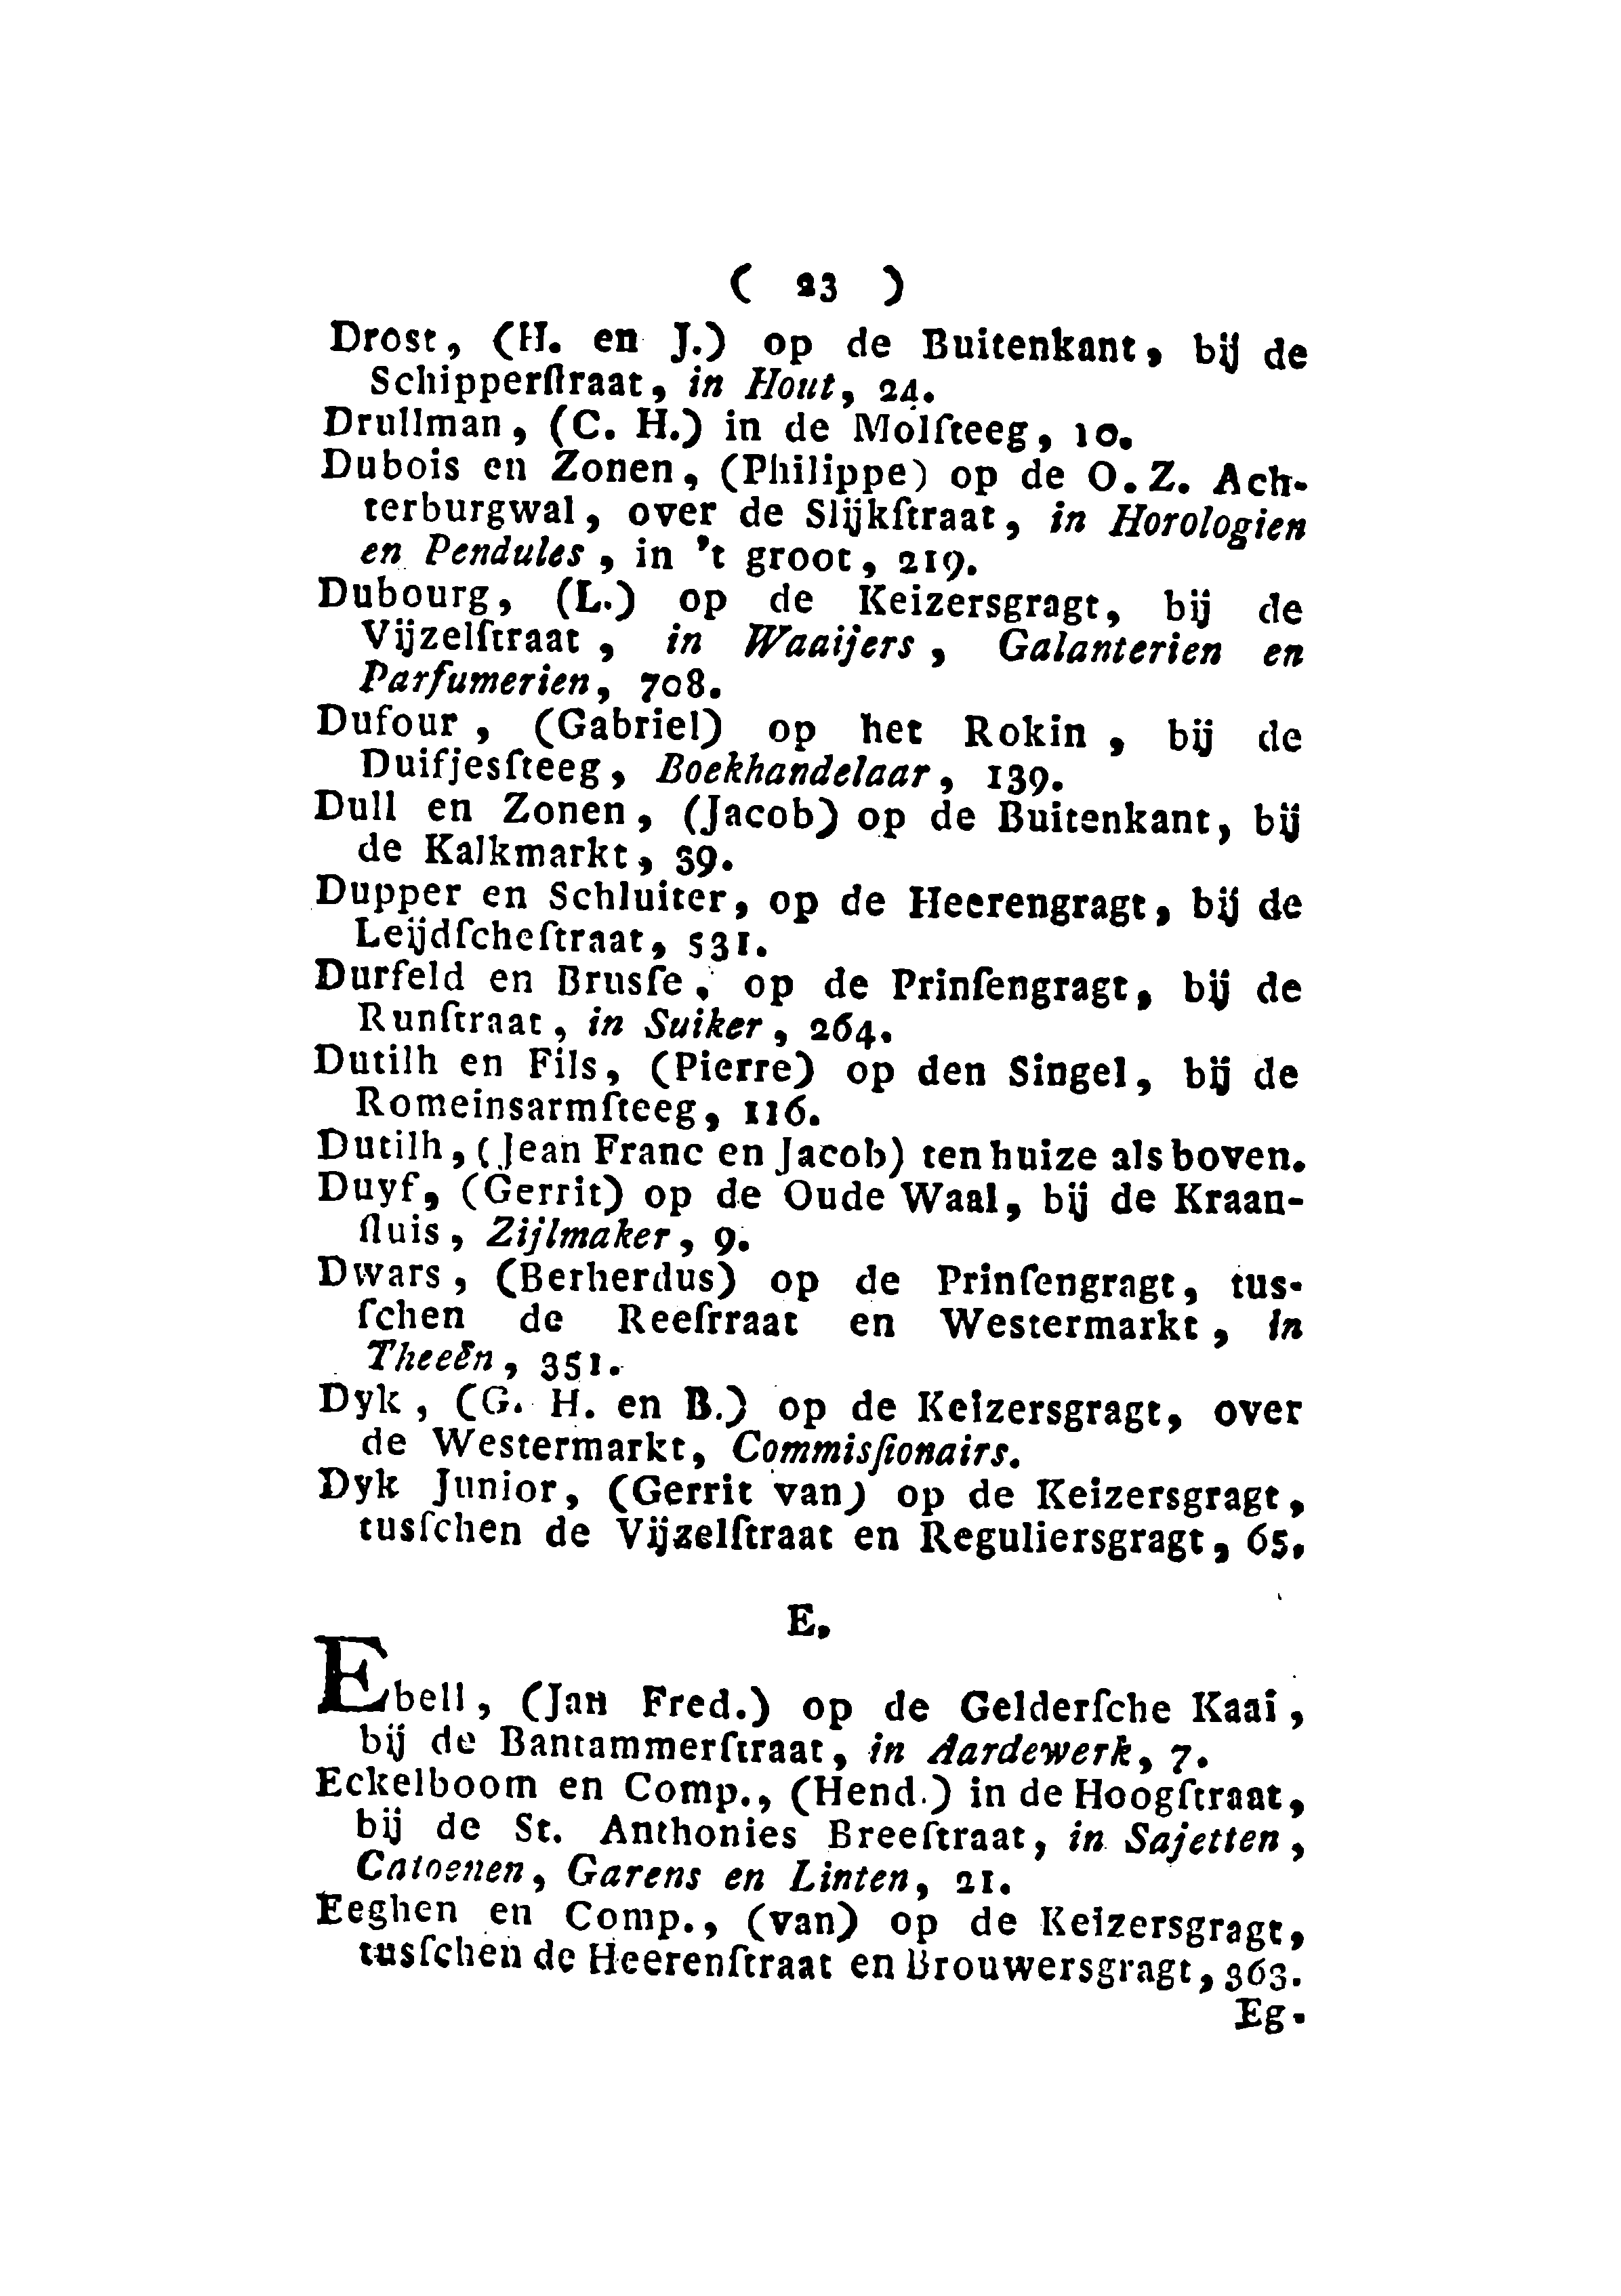 ( 23 )
Drost, (H. en J.) op de Buitenkant, bij de
Schipperſtraat, in Hout, 24.
Drullman, (C. H.) in de Molſteeg, 10.
Dubois en Zonen, (Philippe) op de O. Z. Ach-
terburgwal, over de Slijkſtraat, in Horologien
en Pendules, in 't groot, 219.
Dubourg, (L.) op de Keizersgragt, bij de
Vijzelſtraat, in Waaijers, Galanterien en
Parfumerien, 708.
Dufour, (Gabriel) op het Rokin, bij de
Duifjesſteeg, Boekhandelaar, 139.
Dull en Zonen, (Jacob) op de Buitenkant, bij
de Kalkmarkt, 39.
Dupper en Schluiter, op de Heerengragt, bij de
Leijdſcheſtraat, 531.
Durfeld en Brusſe, op de Prinſengragt, bij de
Runſtraat, in Suiker, 264.
Dutilh en Fils, (Pierre) op den Singel, bij de
Romeinsarmſteeg, 116.
Dutilh, (Jean Franc en Jacob) ten huize als boven.
Duyf, (Gerrit) op de Oude Waal, bij de Kraan-
ſluis, Zijlmaker, 9.
Dwars, (Berherdus) op de Prinſengragt, tus-
ſchen de Reeſrraat en Westermarkt, in
Theeën, 351.
Dyk, (G. H. en B.) op de Keizersgragt, over
de Westermarkt, Commisſionairs.
Dyk Junior, (Gerrit van) op de Keizersgragt,
tusſchen de Vijzelſtraat en Reguliersgragt, 65.
E.
Ebell, (Jan Fred.) op de Gelderſche Kaai,
bij de Bantammerſtraat, in Aardewerk, 7.
Eckelboom en Comp., (Hend.) in de Hoogſtraat,
bij de St. Anthonies Breeſtraat, in Sajetten,
Catoenen, Garens en Linten, 21.
Eeghen en Comp., (van) op de Keizersgragt,
tusſchen de Heerenſtraat en Brouwersgragt, 363.
Eg-